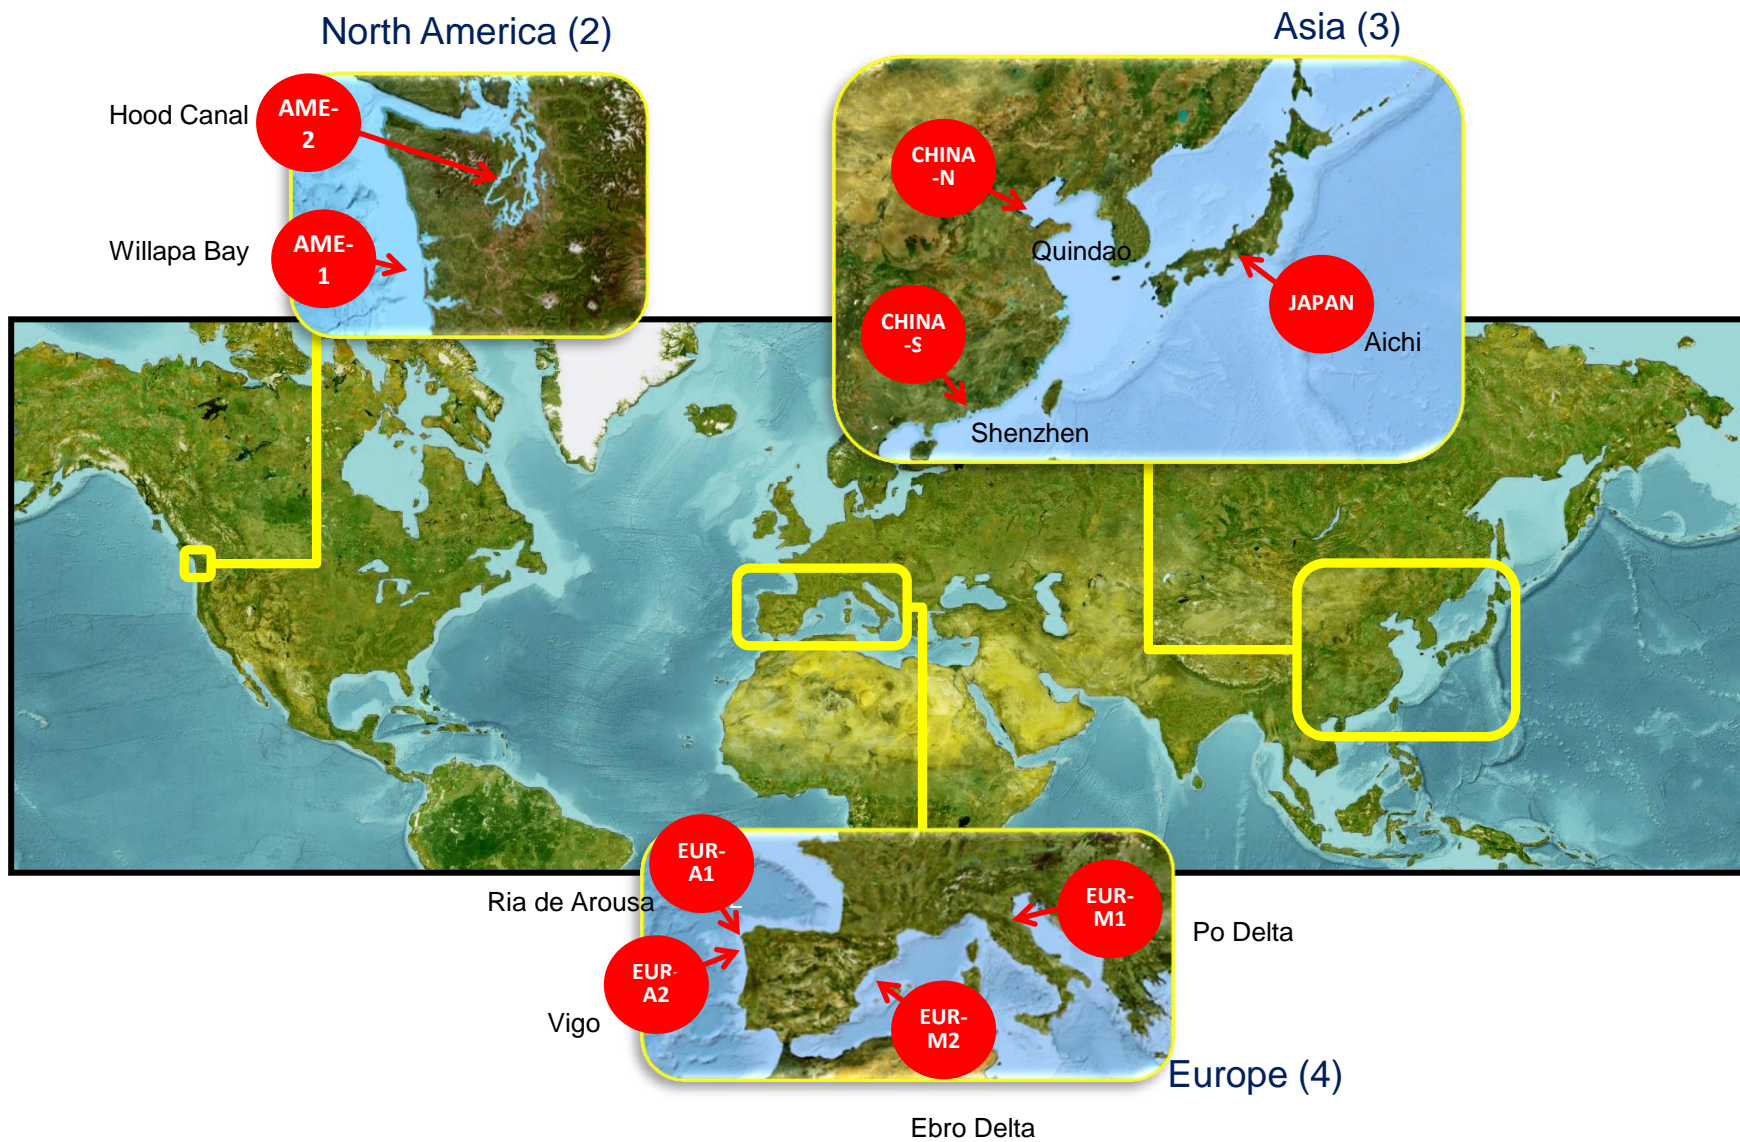 North America (2)
Asia (3)
Hood Canal
AME-
2
Willapa Bay
AME-
1
CHINA
-N
Quindao
CHINA
-S
Shenzhen
JAPAN
Aichi
EUR-
A1
Ria de Arousa
EUR-
A2
Vigo
EUR-
M1
Po Delta
EUR-
M2
Europe (4)
Ebro Delta